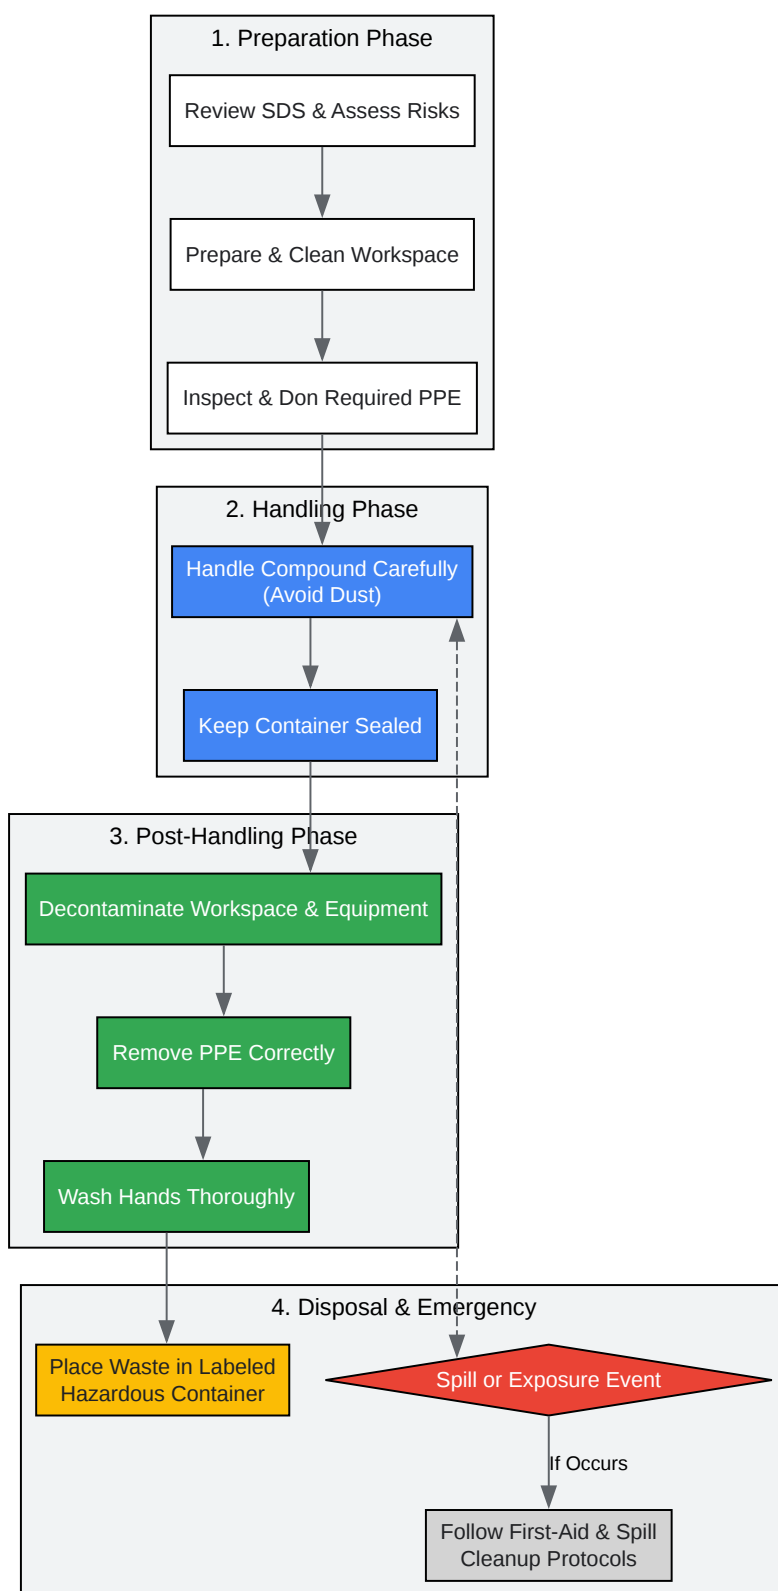 1. Preparation Phase
Review SDS & Assess Risks
Prepare & Clean Workspace
Inspect & Don Required PPE
2. Handling Phase
Handle Compound Carefully
(Avoid Dust)
Keep Container Sealed
3. Post-Handling Phase
Decontaminate Workspace & Equipment
Remove PPE Correctly
Wash Hands Thoroughly
4. Disposal & Emergency
Place Waste in Labeled
Hazardous Container
Spill or Exposure Event
If Occurs
Follow First-Aid & Spill
Cleanup Protocols